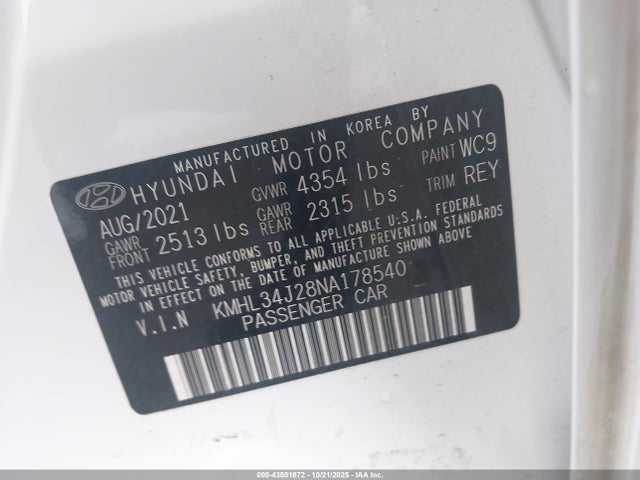 MANUFACTURED IN KOREA BY
HYUNDAI MOTOR COMPANY
AUG/2021 GVWR 4354 lbs PAINT WC9
GAWR FRONT 2513 lbs GAWR REAR 2315 lbs TRIM REY
THIS VEHICLE CONFORMS TO ALL APPLICABLE U-S.A. FEDERAL
MOTOR VEHICLE SAFETY, BUMPER, AND THEFT PREVENTION STANDARDS
IN EFFECT ON THE DATE OF MANUFACTURE SHOWN ABOVE
V.I.N KMHL34J28NA178540
PASSENGER CAR
000-43501872 - 10/21/2025 - IAA Inc.